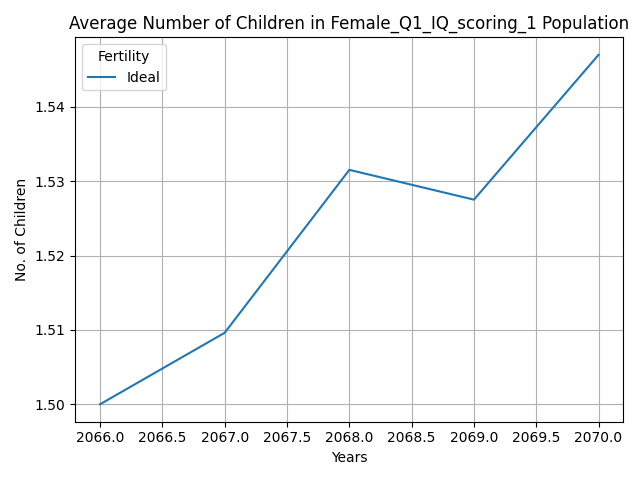 Average Number of Children in Female_Q1_IQ_scoring_1 Population
Fertility
Ideal
1.54
1.53
1.52
1.51
1.50
No. of Children
2066.0 2066.5 2067.0 2067.5 2068.0 2068.5 2069.0 2069.5 2070.0
Years